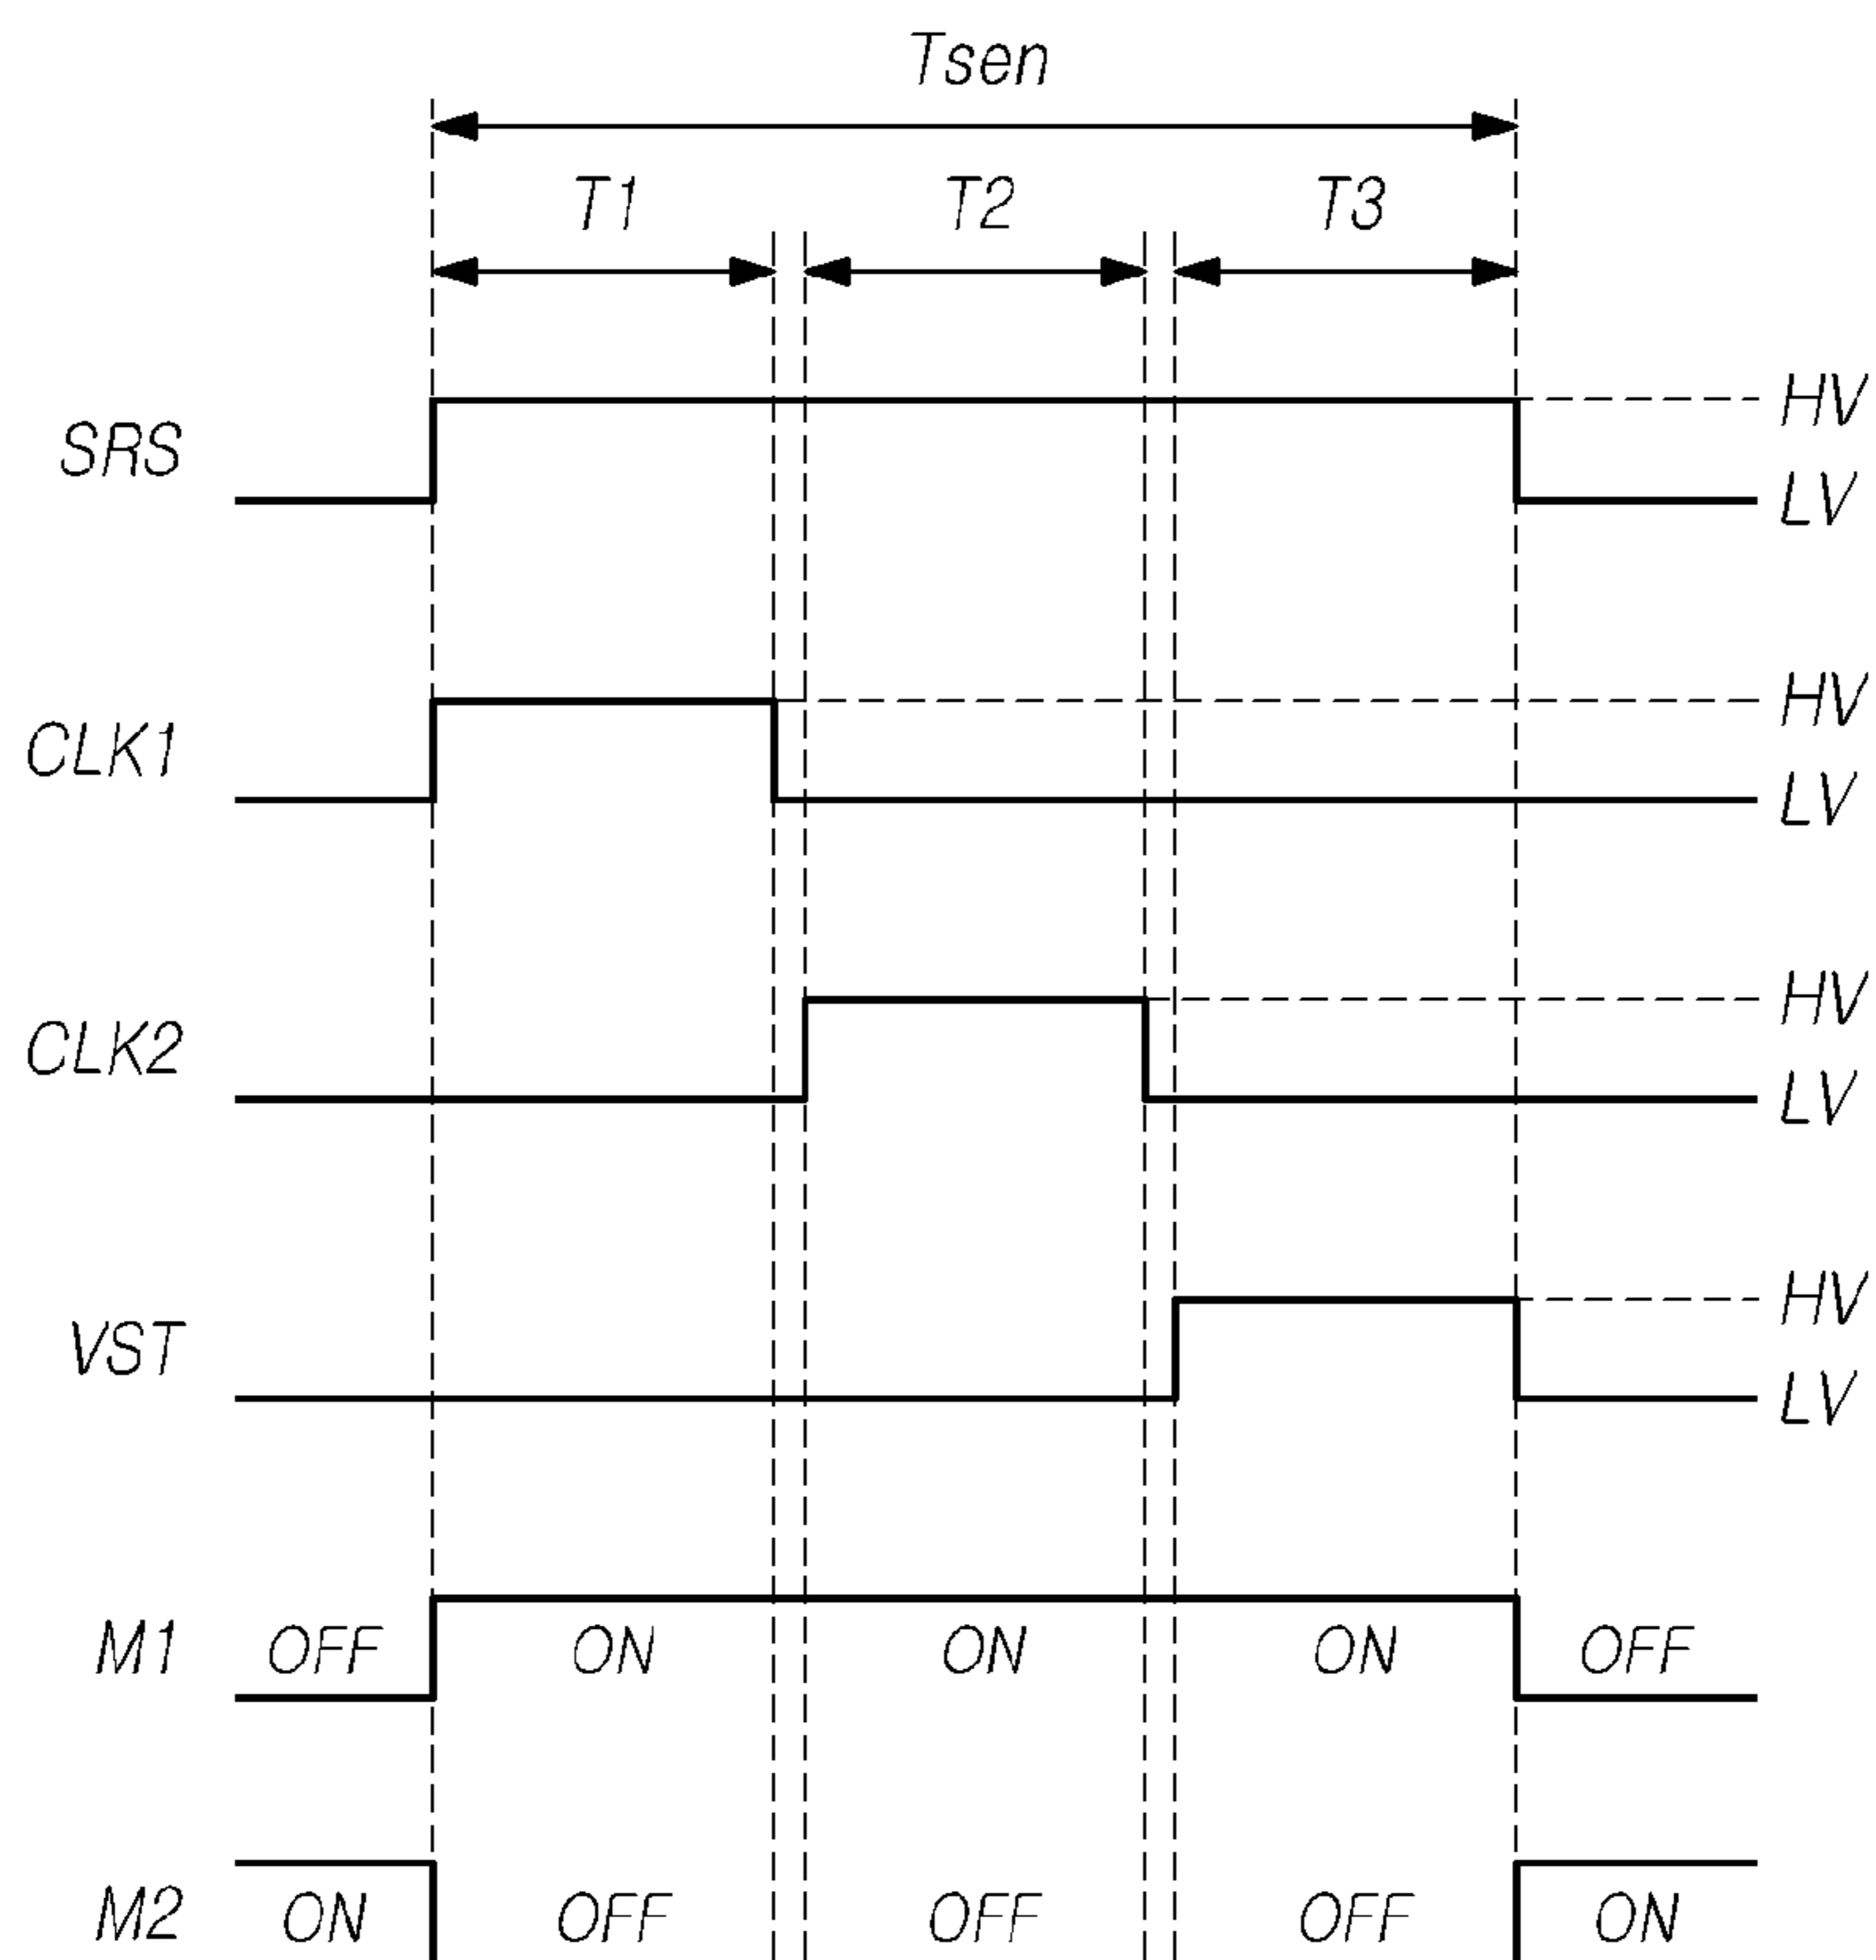 Tsen
T1 T2 T3
HV
SRS
LV
HV
CLK1
LV
HV
CLK2
LV
HV
VST
LV
M1 OFF ON ON ON OFF
M2 ON OFF OFF OFF ON